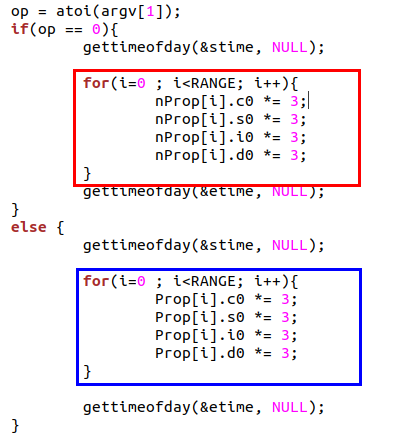 op = atoi(argv[1]);
if(op == 0){
        gettimeofday(&stime, NULL);

        for(i=0 ; i<RANGE; i++){
                nProp[i].c0 *= 3;
                nProp[i].s0 *= 3;
                nProp[i].i0 *= 3;
                nProp[i].d0 *= 3;
        }
        gettimeofday(&etime, NULL);
}
else {
        gettimeofday(&stime, NULL);

        for(i=0 ; i<RANGE; i++){
                Prop[i].c0 *= 3;
                Prop[i].s0 *= 3;
                Prop[i].i0 *= 3;
                Prop[i].d0 *= 3;
        }

        gettimeofday(&etime, NULL);
}